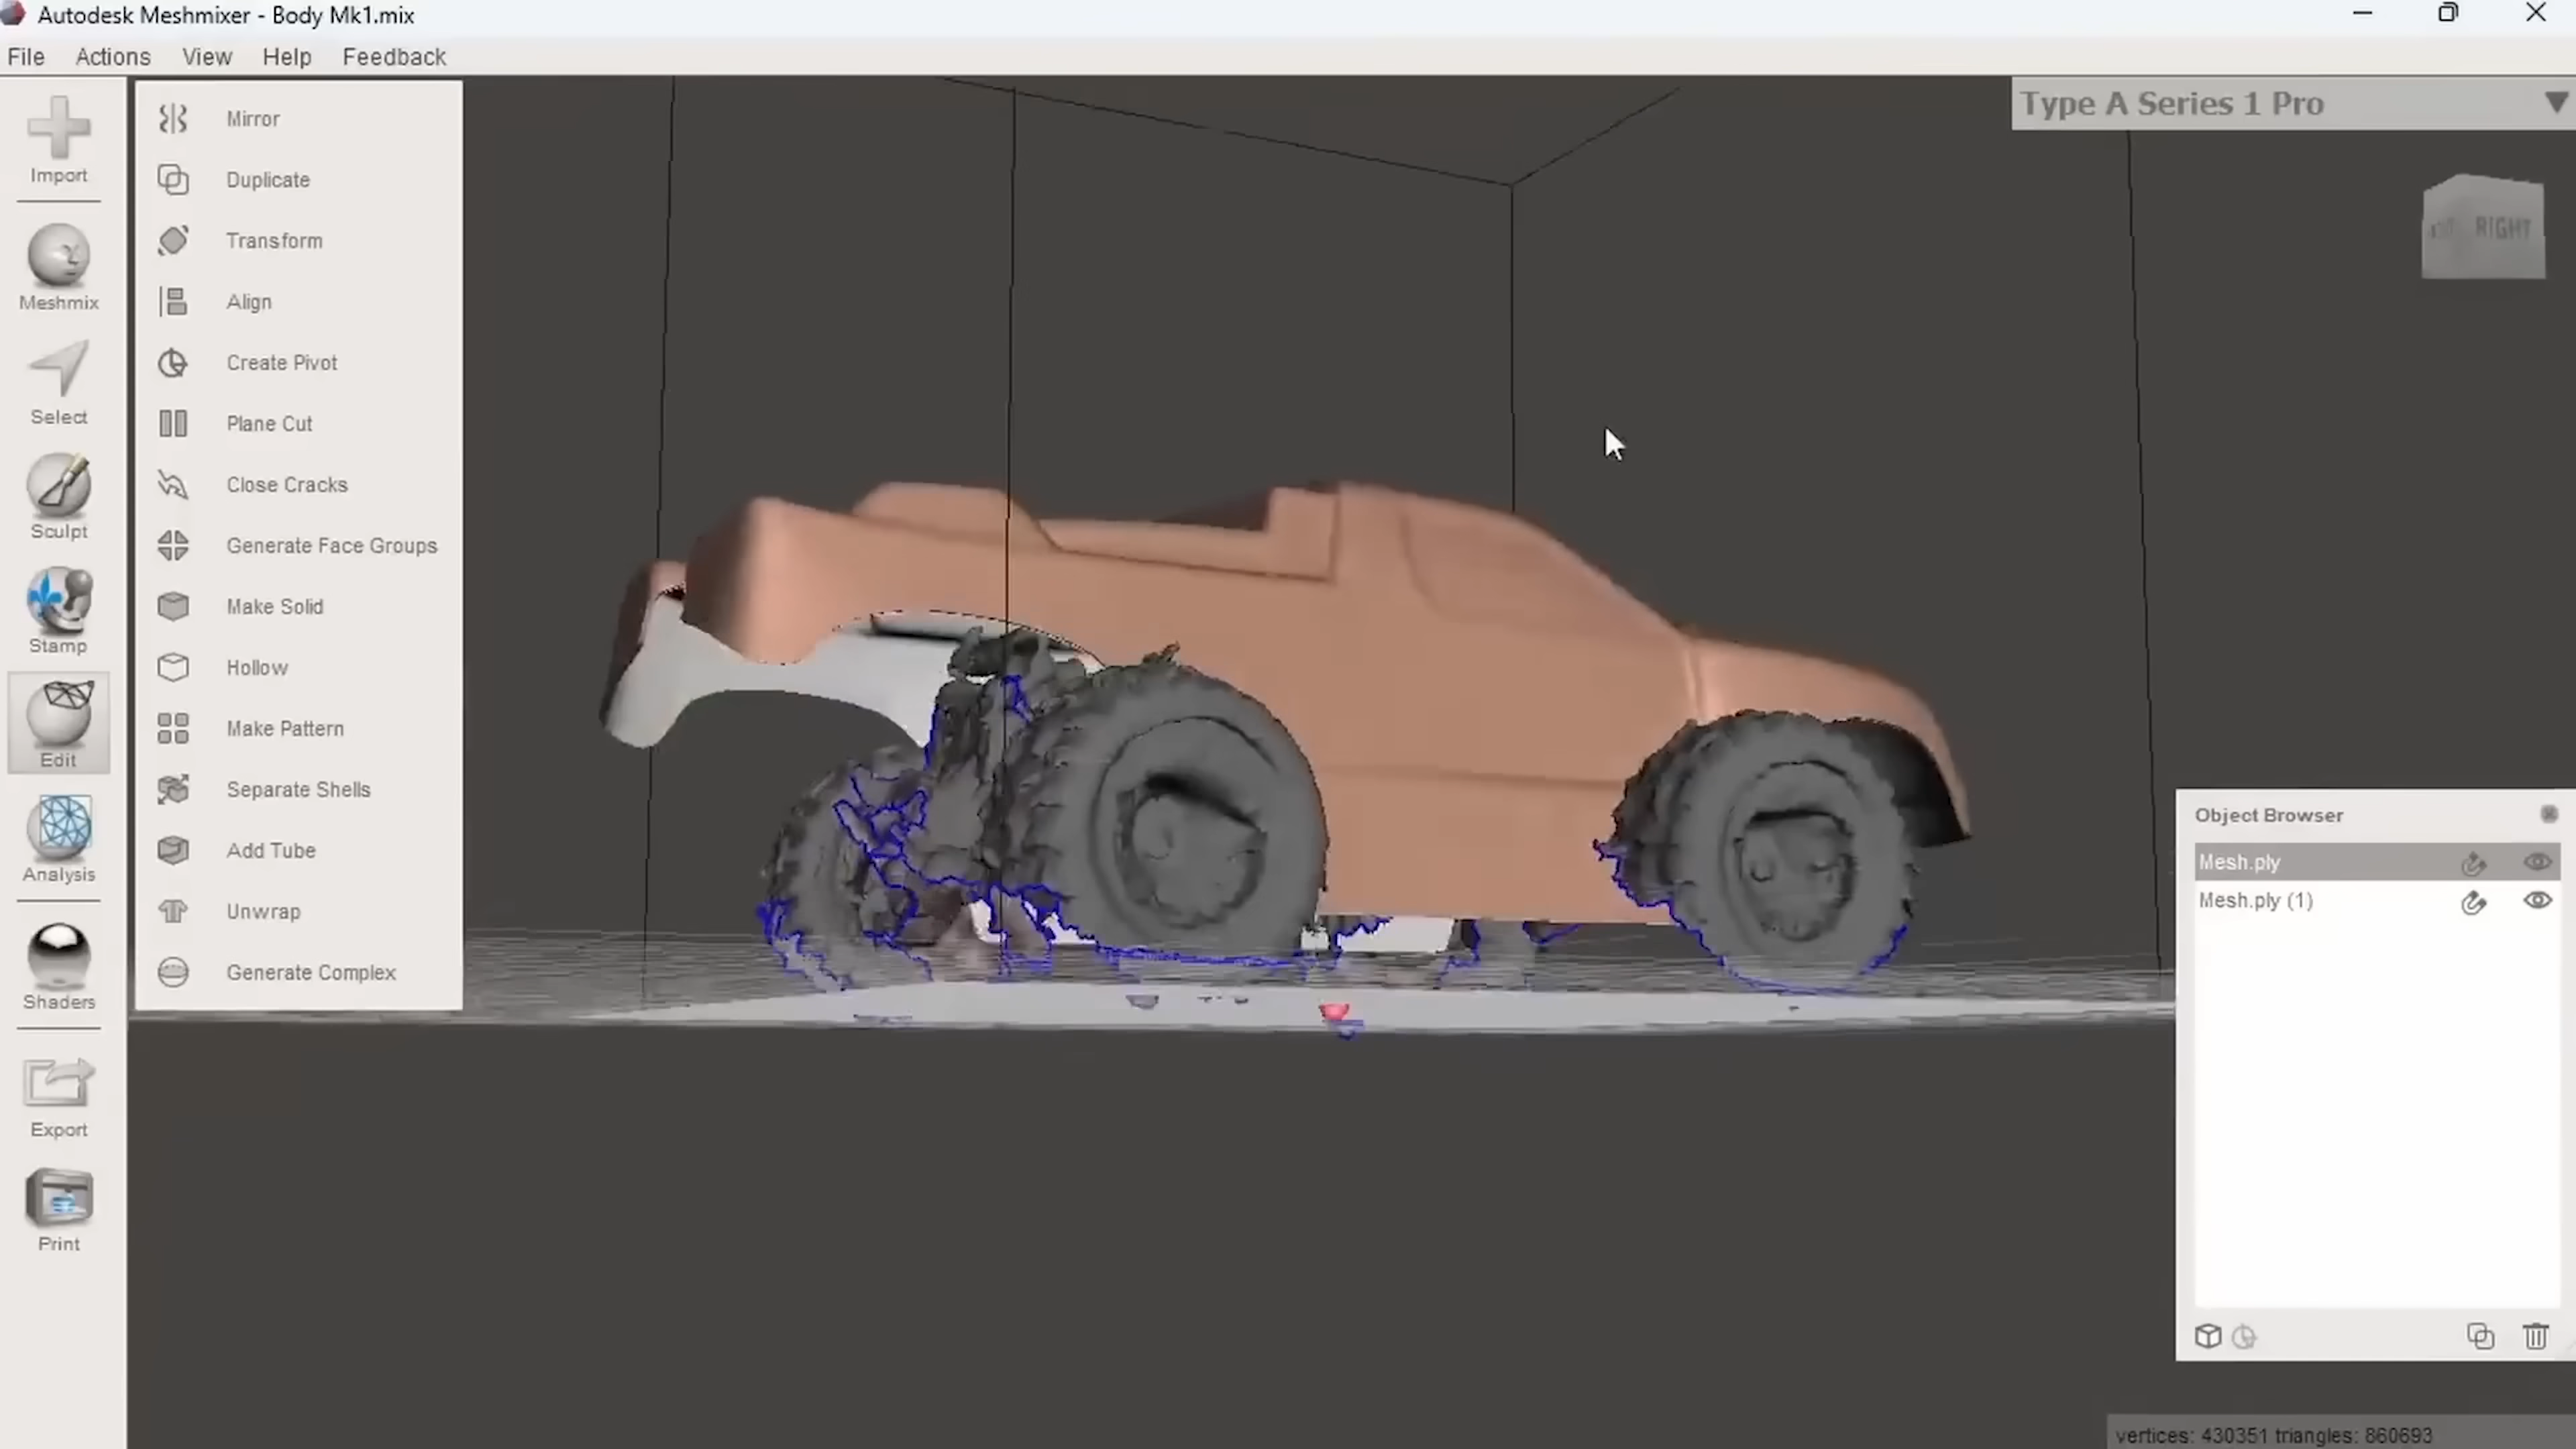 Autodesk Meshmixer - Body Mk1.mix
File Actions View Help Feedback
Import
Meshmix
Select
Sculpt
Stamp
Edit
Analysis
Shaders
Export
Print
Mirror
Duplicate
Transform
Align
Create Pivot
Plane Cut
Close Cracks
Generate Face Groups
Make Solid
Hollow
Make Pattern
Separate Shells
Add Tube
Unwrap
Generate Complex
Type A Series 1 Pro
RIGHT
Object Browser
Mesh.ply
Mesh.ply (1)
vertices: 430351 triangles: 860693